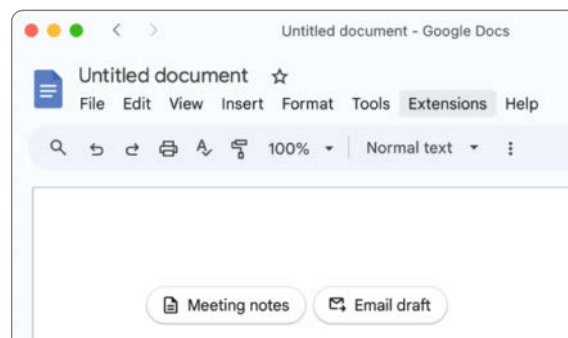 Untitled document - Google Docs
Untitled document
File Edit View Insert Format Tools Extensions Help
100% Normal text
Meeting notes Email draft